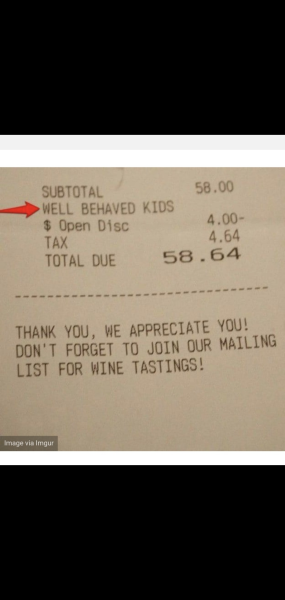 SUBTOTAL 58.00
WELL BEHAVED KIDS
$ Open Disc 4.00-
TAX 4.64
TOTAL DUE 58.64
THANK YOU, WE APPRECIATE YOU!
DON'T FORGET TO JOIN OUR MAILING
LIST FOR WINE TASTINGS!
Image via Imgur